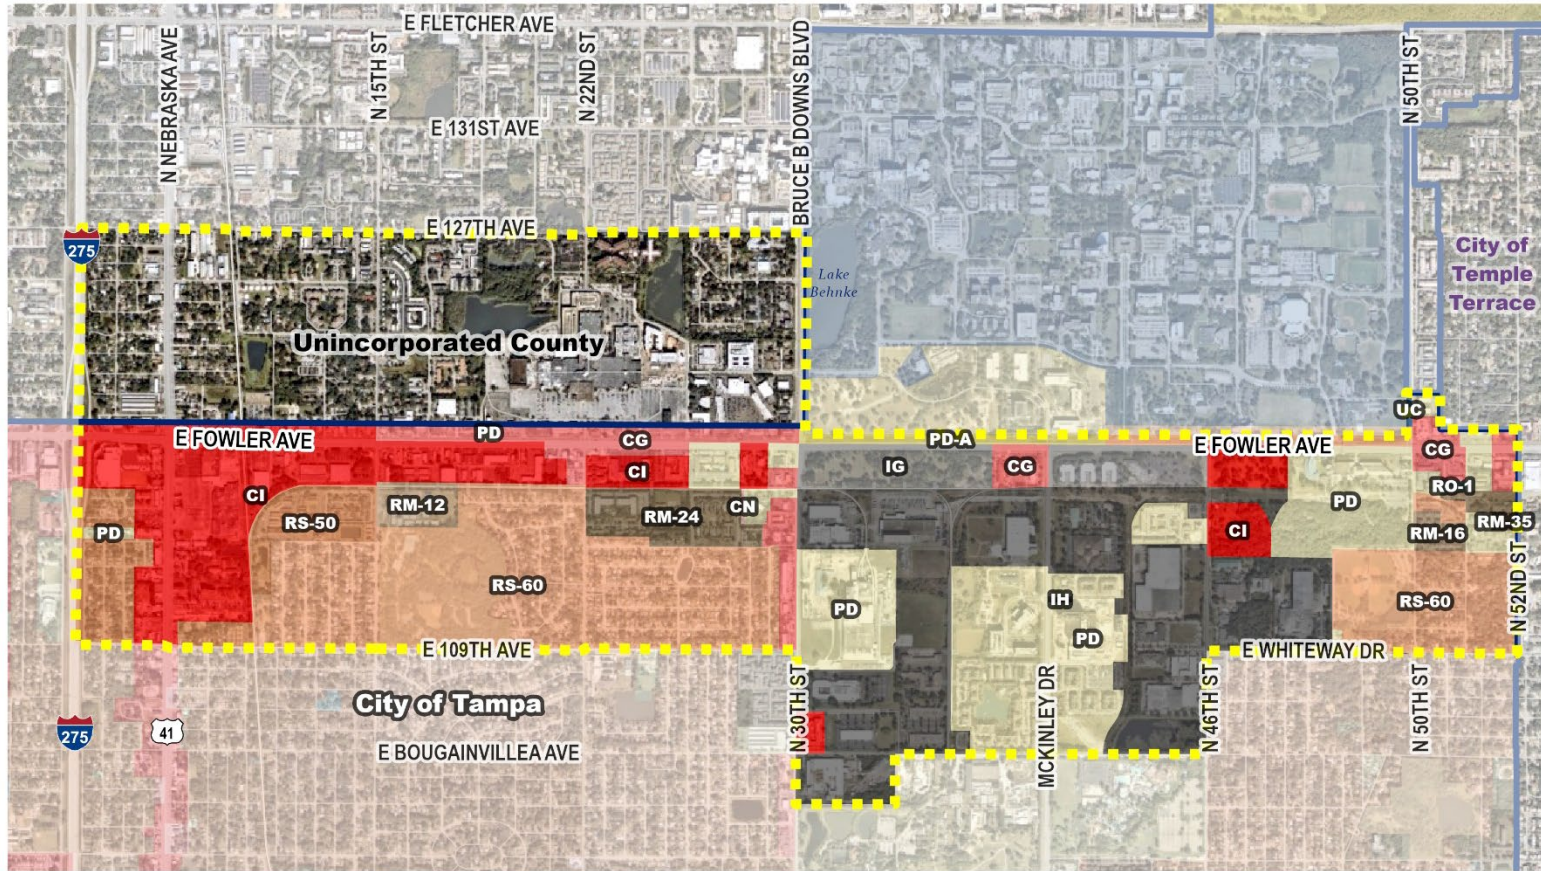 E FLETCHER AVE
N NEBRASKA AVE
N 15TH ST
N 22ND ST
BRUCE B DOWNS BLVD
N 50TH ST
E 131ST AVE
E 127TH AVE
275
City of
Temple
Terrace
Lake
Behnke
Unincorporated County
UC
E FOWLER AVE
PD
CG
PD-A
E FOWLER AVE
CG
CI
IG
CG
RO-1
CI
RM-12
CN
PD
RS-50
RM-24
CI
RM-16
RM-35
PD
RS-60
PD
IH
PD
RS-60
N 52ND ST
E 109TH AVE
E WHITEWAY DR
N 30TH ST
MCKINLEY DR
N 46TH ST
N 50TH ST
City of Tampa
275
41
E BOUGAINVILLEA AVE